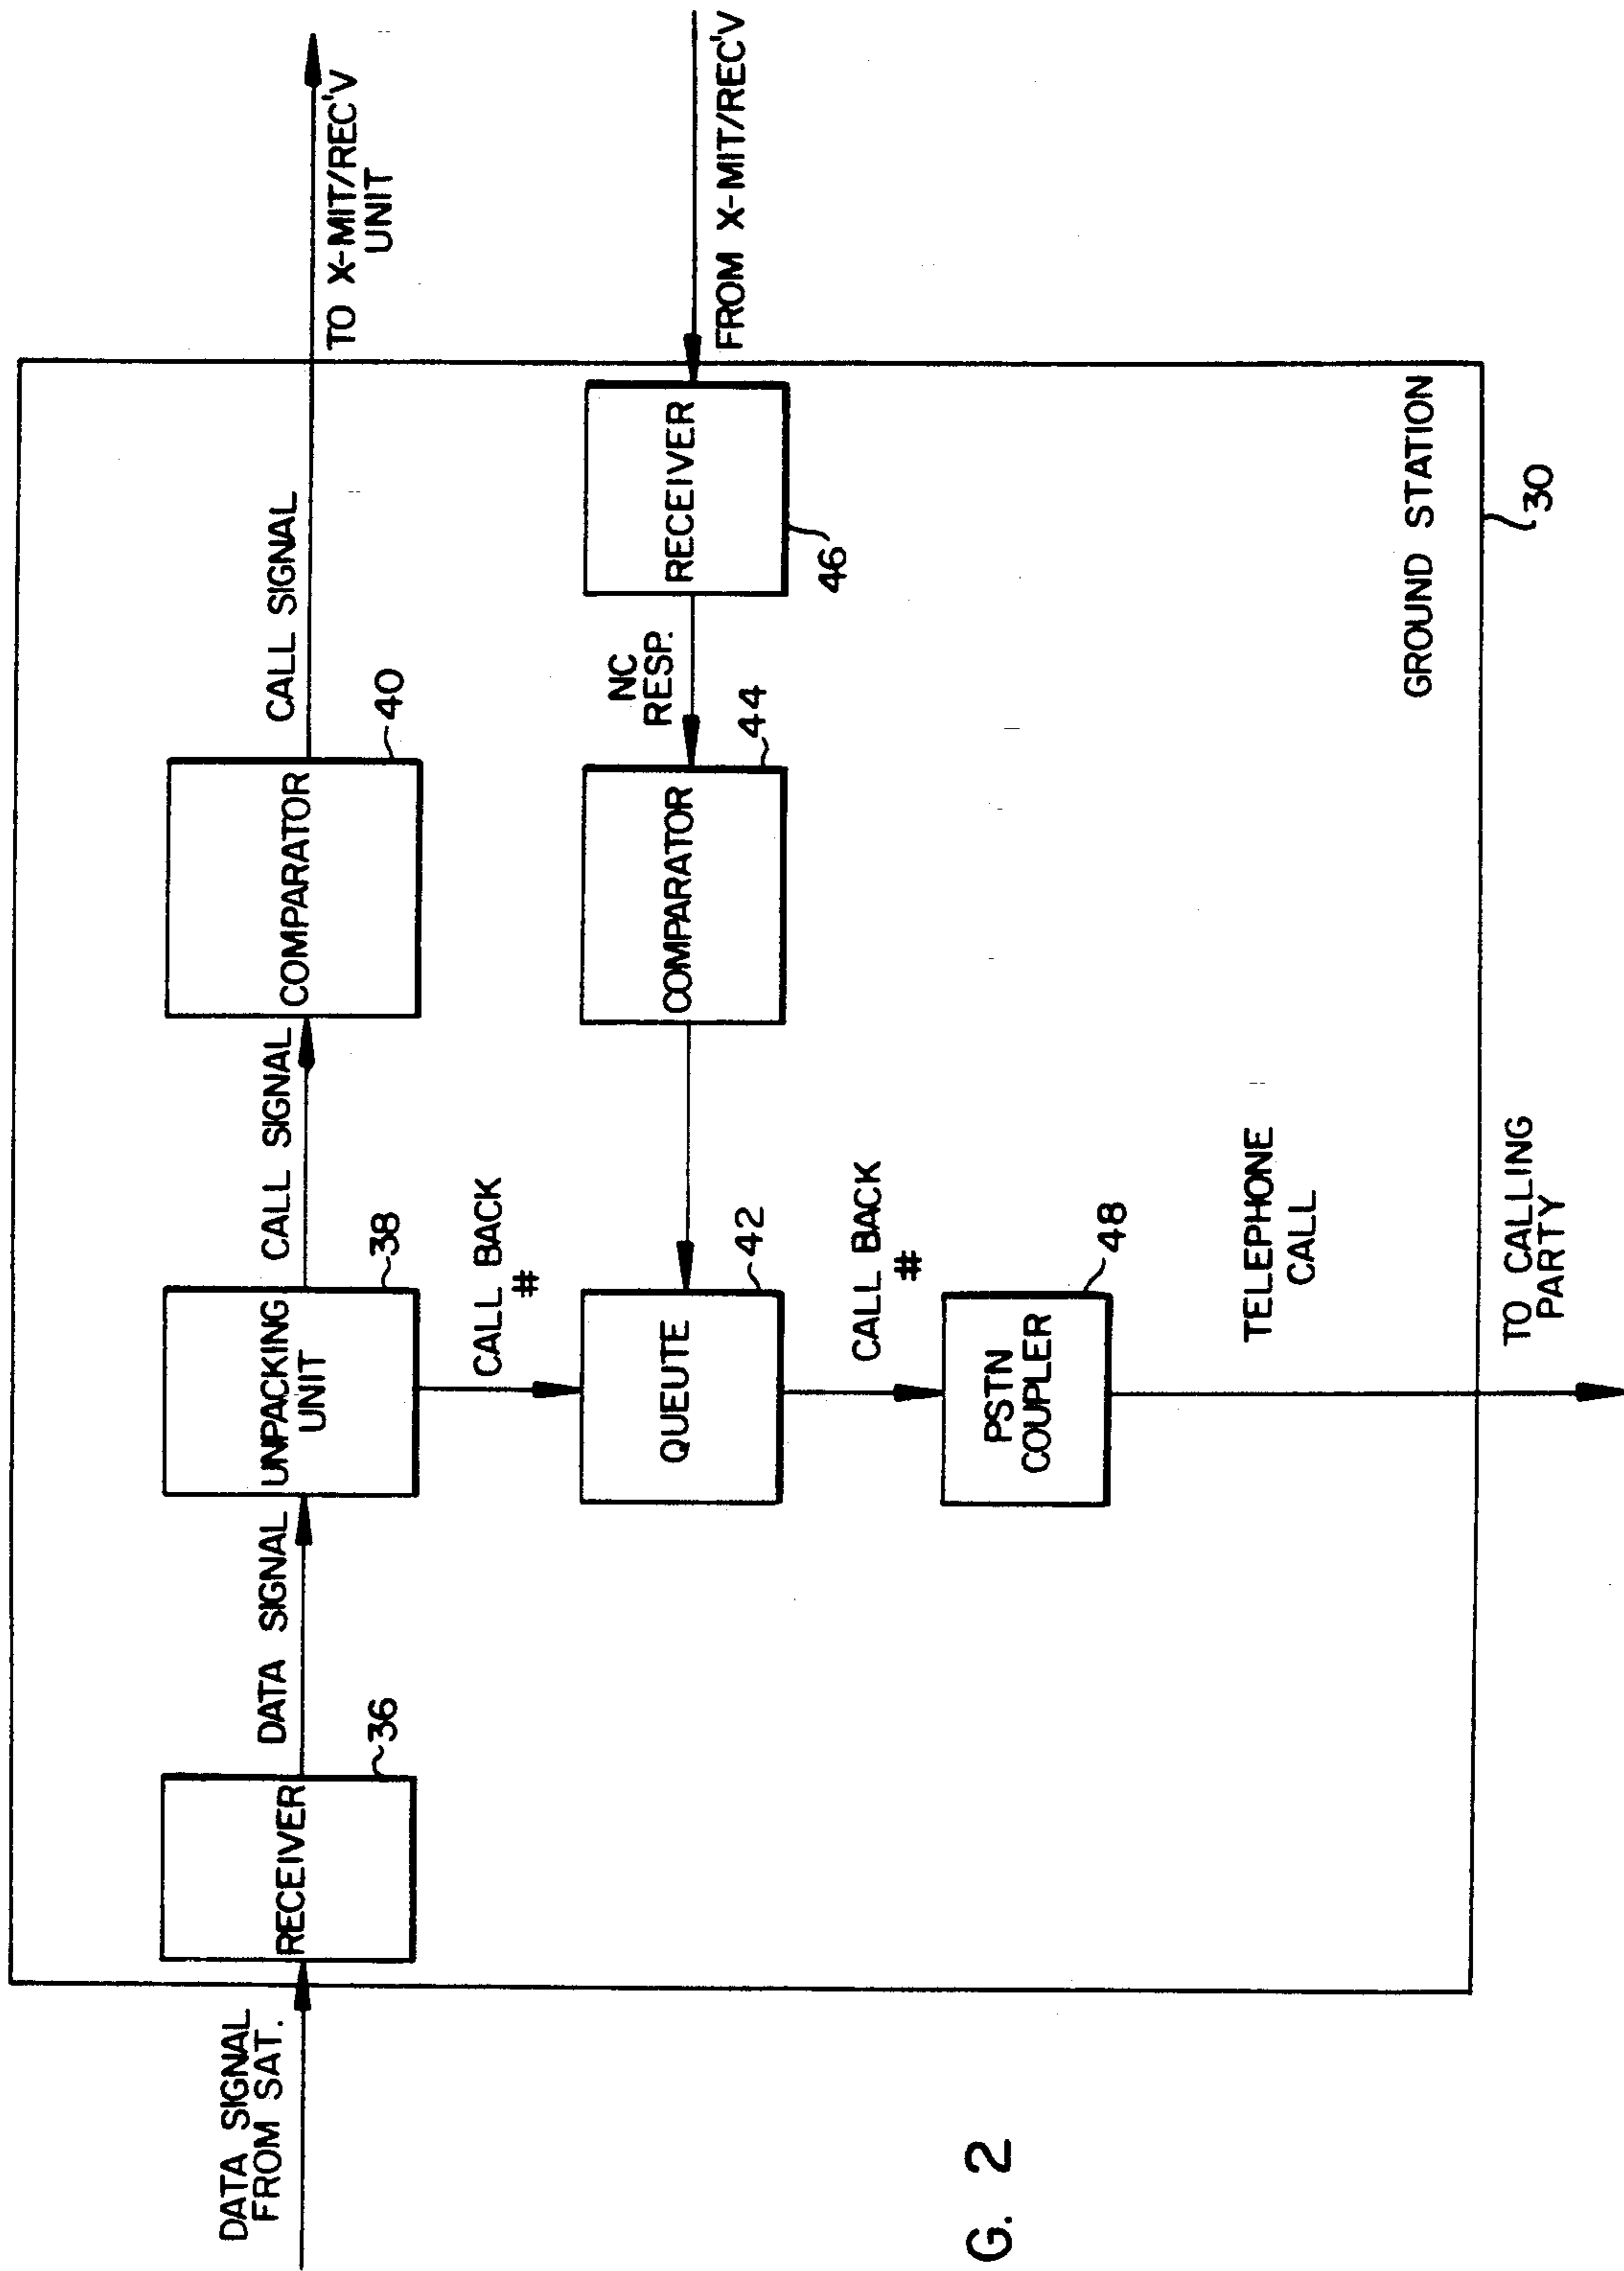 DATA SIGNAL
FROM SAT.
RECEIVER
36
DATA SIGNAL
UNPACKING
UNIT
38
CALL SIGNAL
COMPARATOR
40
CALL SIGNAL
TO X-MIT/REC'V
UNIT
CALL BACK
#
QUEUTE
42
COMPARATOR
44
NC
RESP.
RECEIVER
46
FROM X-MIT/REC'V
CALL BACK
#
PSTN
COUPLER
48
TELEPHONE
CALL
TO CALLING
PARTY
GROUND STATION
30
G. 2